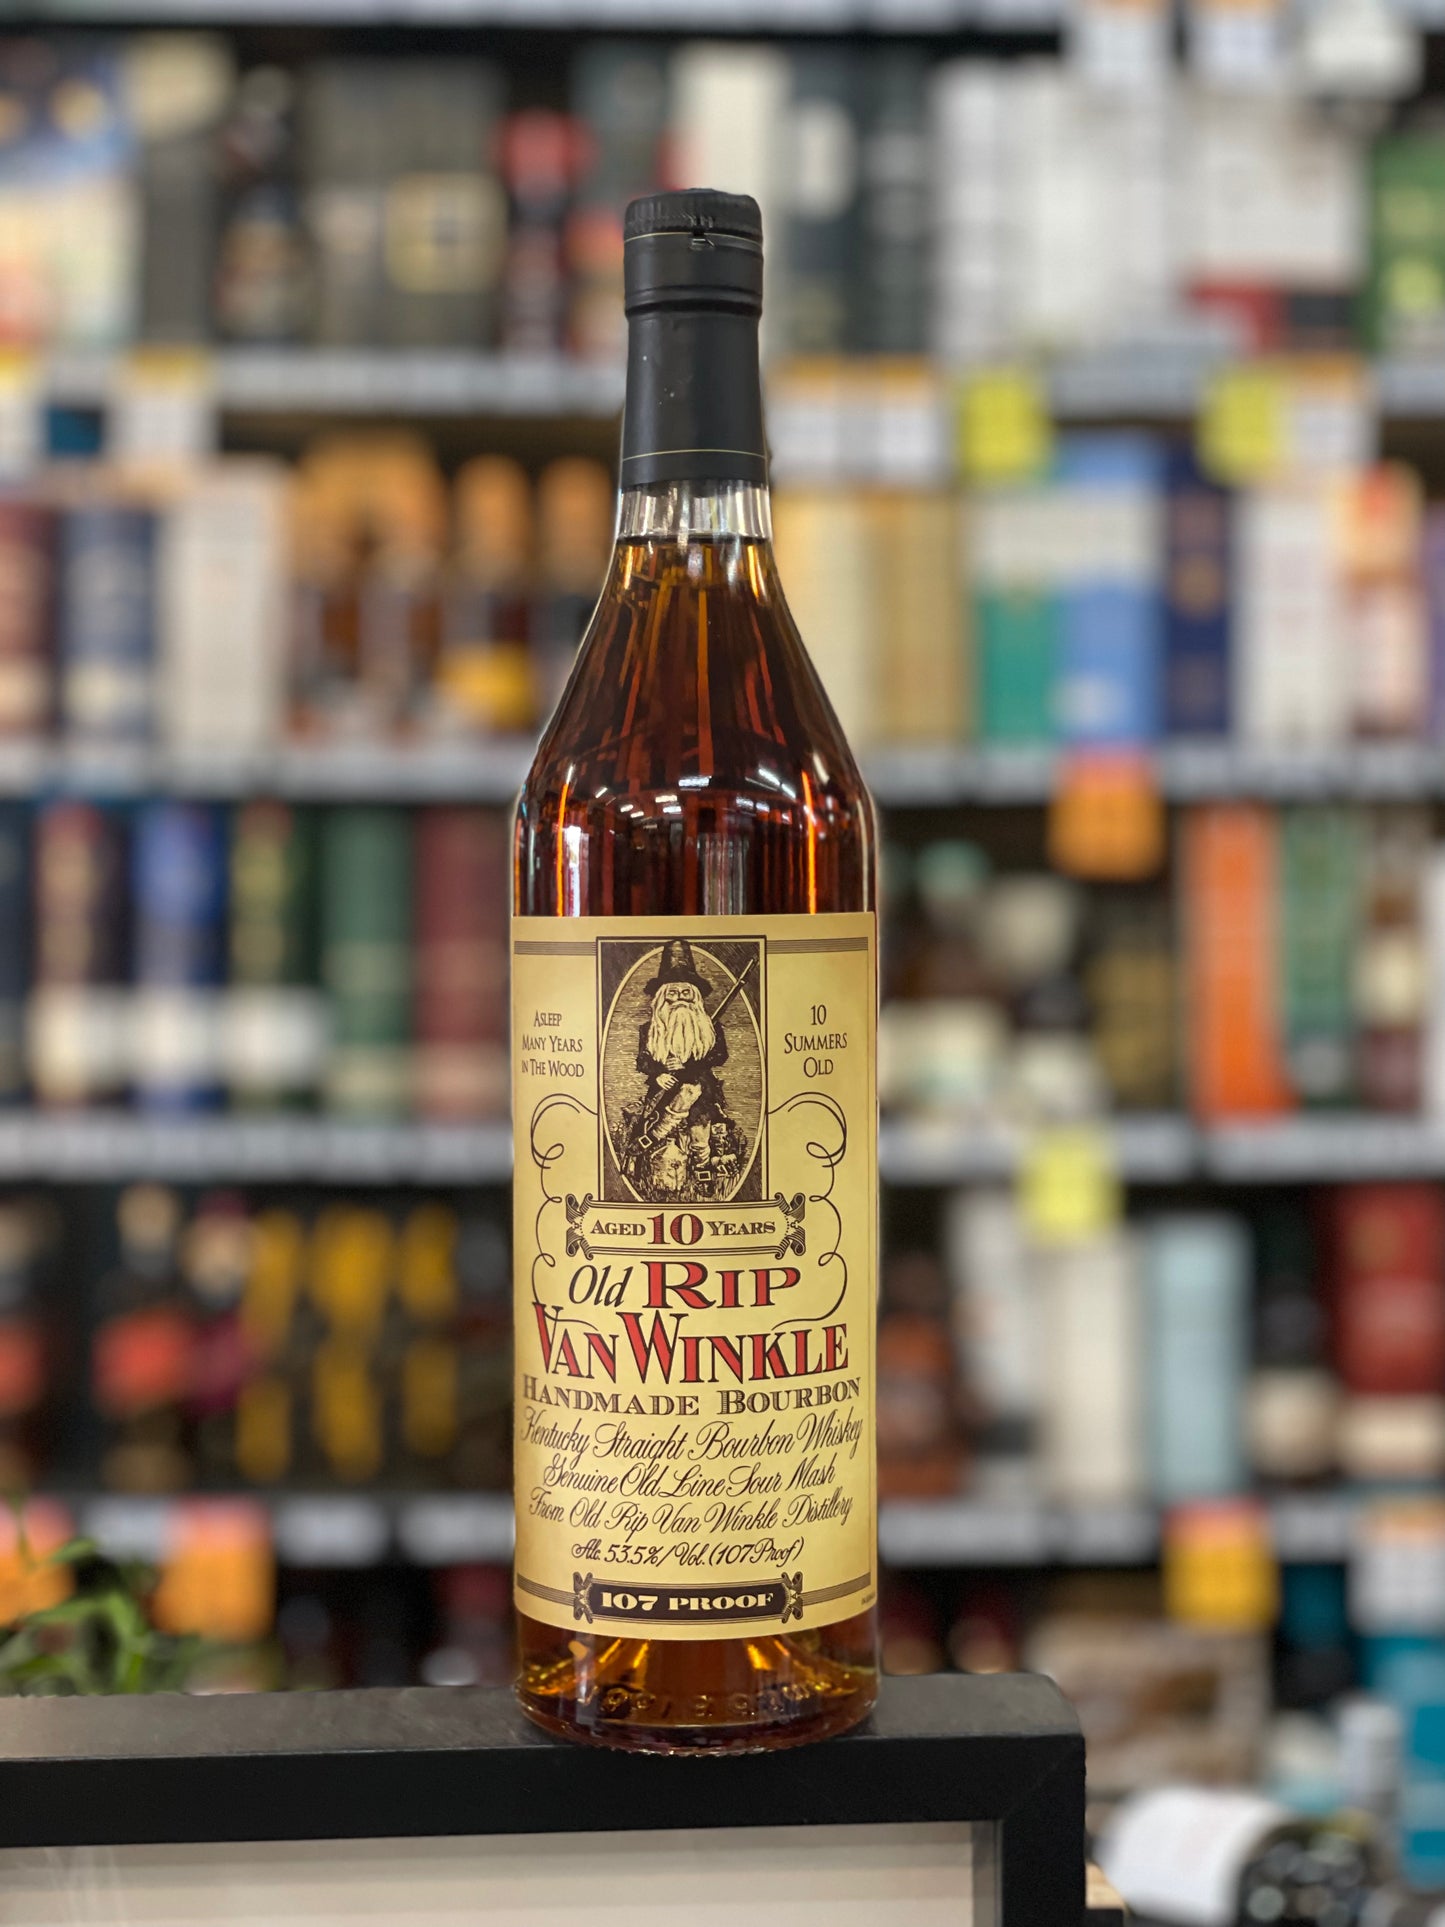 Asleep
Many Years
in The Wood
10
Summers
Old
Aged 10 Years
Old Rip
Van Winkle
Handmade Bourbon
Kentucky Straight Bourbon Whiskey
Genuine Old Line Sour Mash
From Old Rip Van Winkle Distillery
Alc. 53.5%/Vol. (107 Proof)
107 PROOF